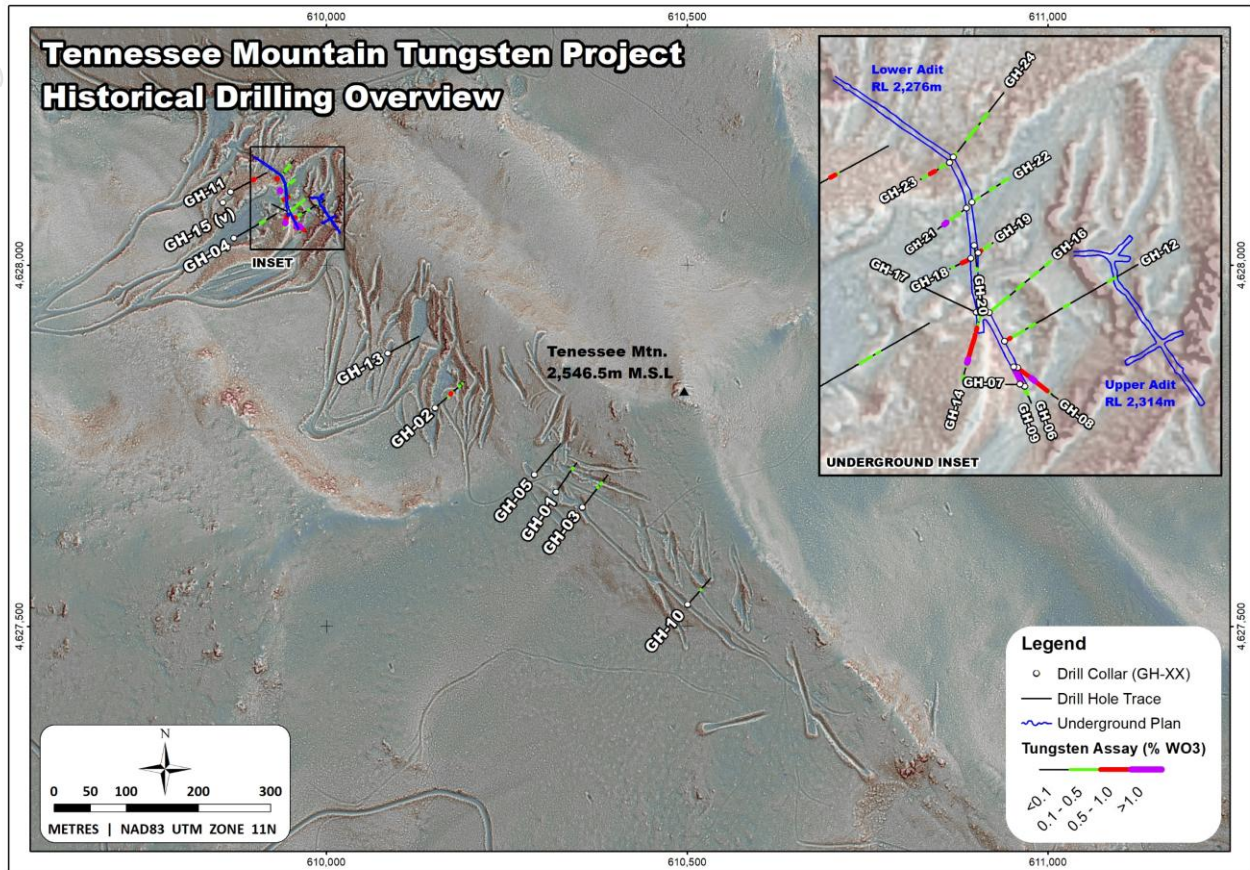 610,000
610,500
611,000
Tennessee Mountain Tungsten Project
Historical Drilling Overview
4,628,000
4,627,500
GH-11
GH-15 (v)
GH-04
INSET
GH-13
GH-02
Tenessee Mtn.
2,546.5m M.S.L
GH-05
GH-01
GH-03
GH-10
Lower Adit
RL 2,276m
GH-24
GH-23
GH-22
GH-21
GH-19
GH-18
GH-17
GH-20
GH-16
GH-12
GH-14
GH-07
GH-09
GH-06
GH-08
Upper Adit
RL 2,314m
UNDERGROUND INSET
4,628,000
4,627,500
Legend
Drill Collar (GH-XX)
Drill Hole Trace
Underground Plan
Tungsten Assay (% WO3)
<0.1
0.1 - 0.5
0.5 - 1.0
>1.0
N
0 50 100 200 300
METRES | NAD83 UTM ZONE 11N
610,000
610,500
611,000